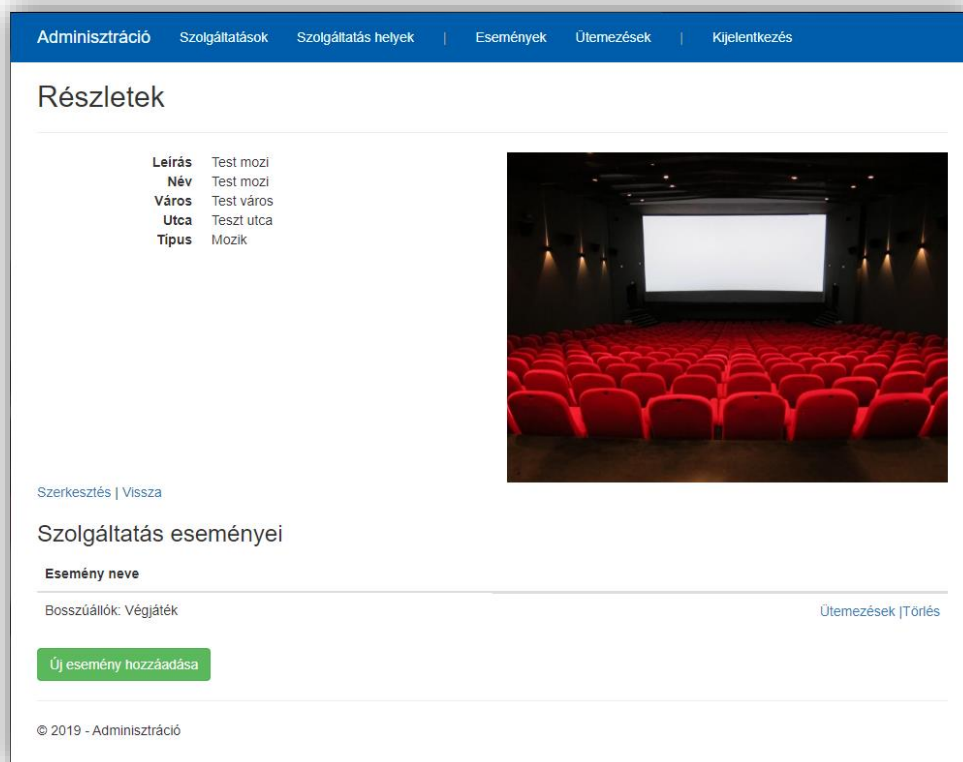 Adminisztráció Szolgáltatások Szolgáltatás helyek | Események Ütemezések | Kijelentkezés
Részletek
Leírás Test mozi
Név Test mozi
Város Test város
Utca Teszt utca
Típus Mozik
Szerkesztés | Vissza
Szolgáltatás eseményei
Esemény neve
Bosszúállók: Végjáték Ütemezések |Törlés
Új esemény hozzáadása
© 2019 - Adminisztráció